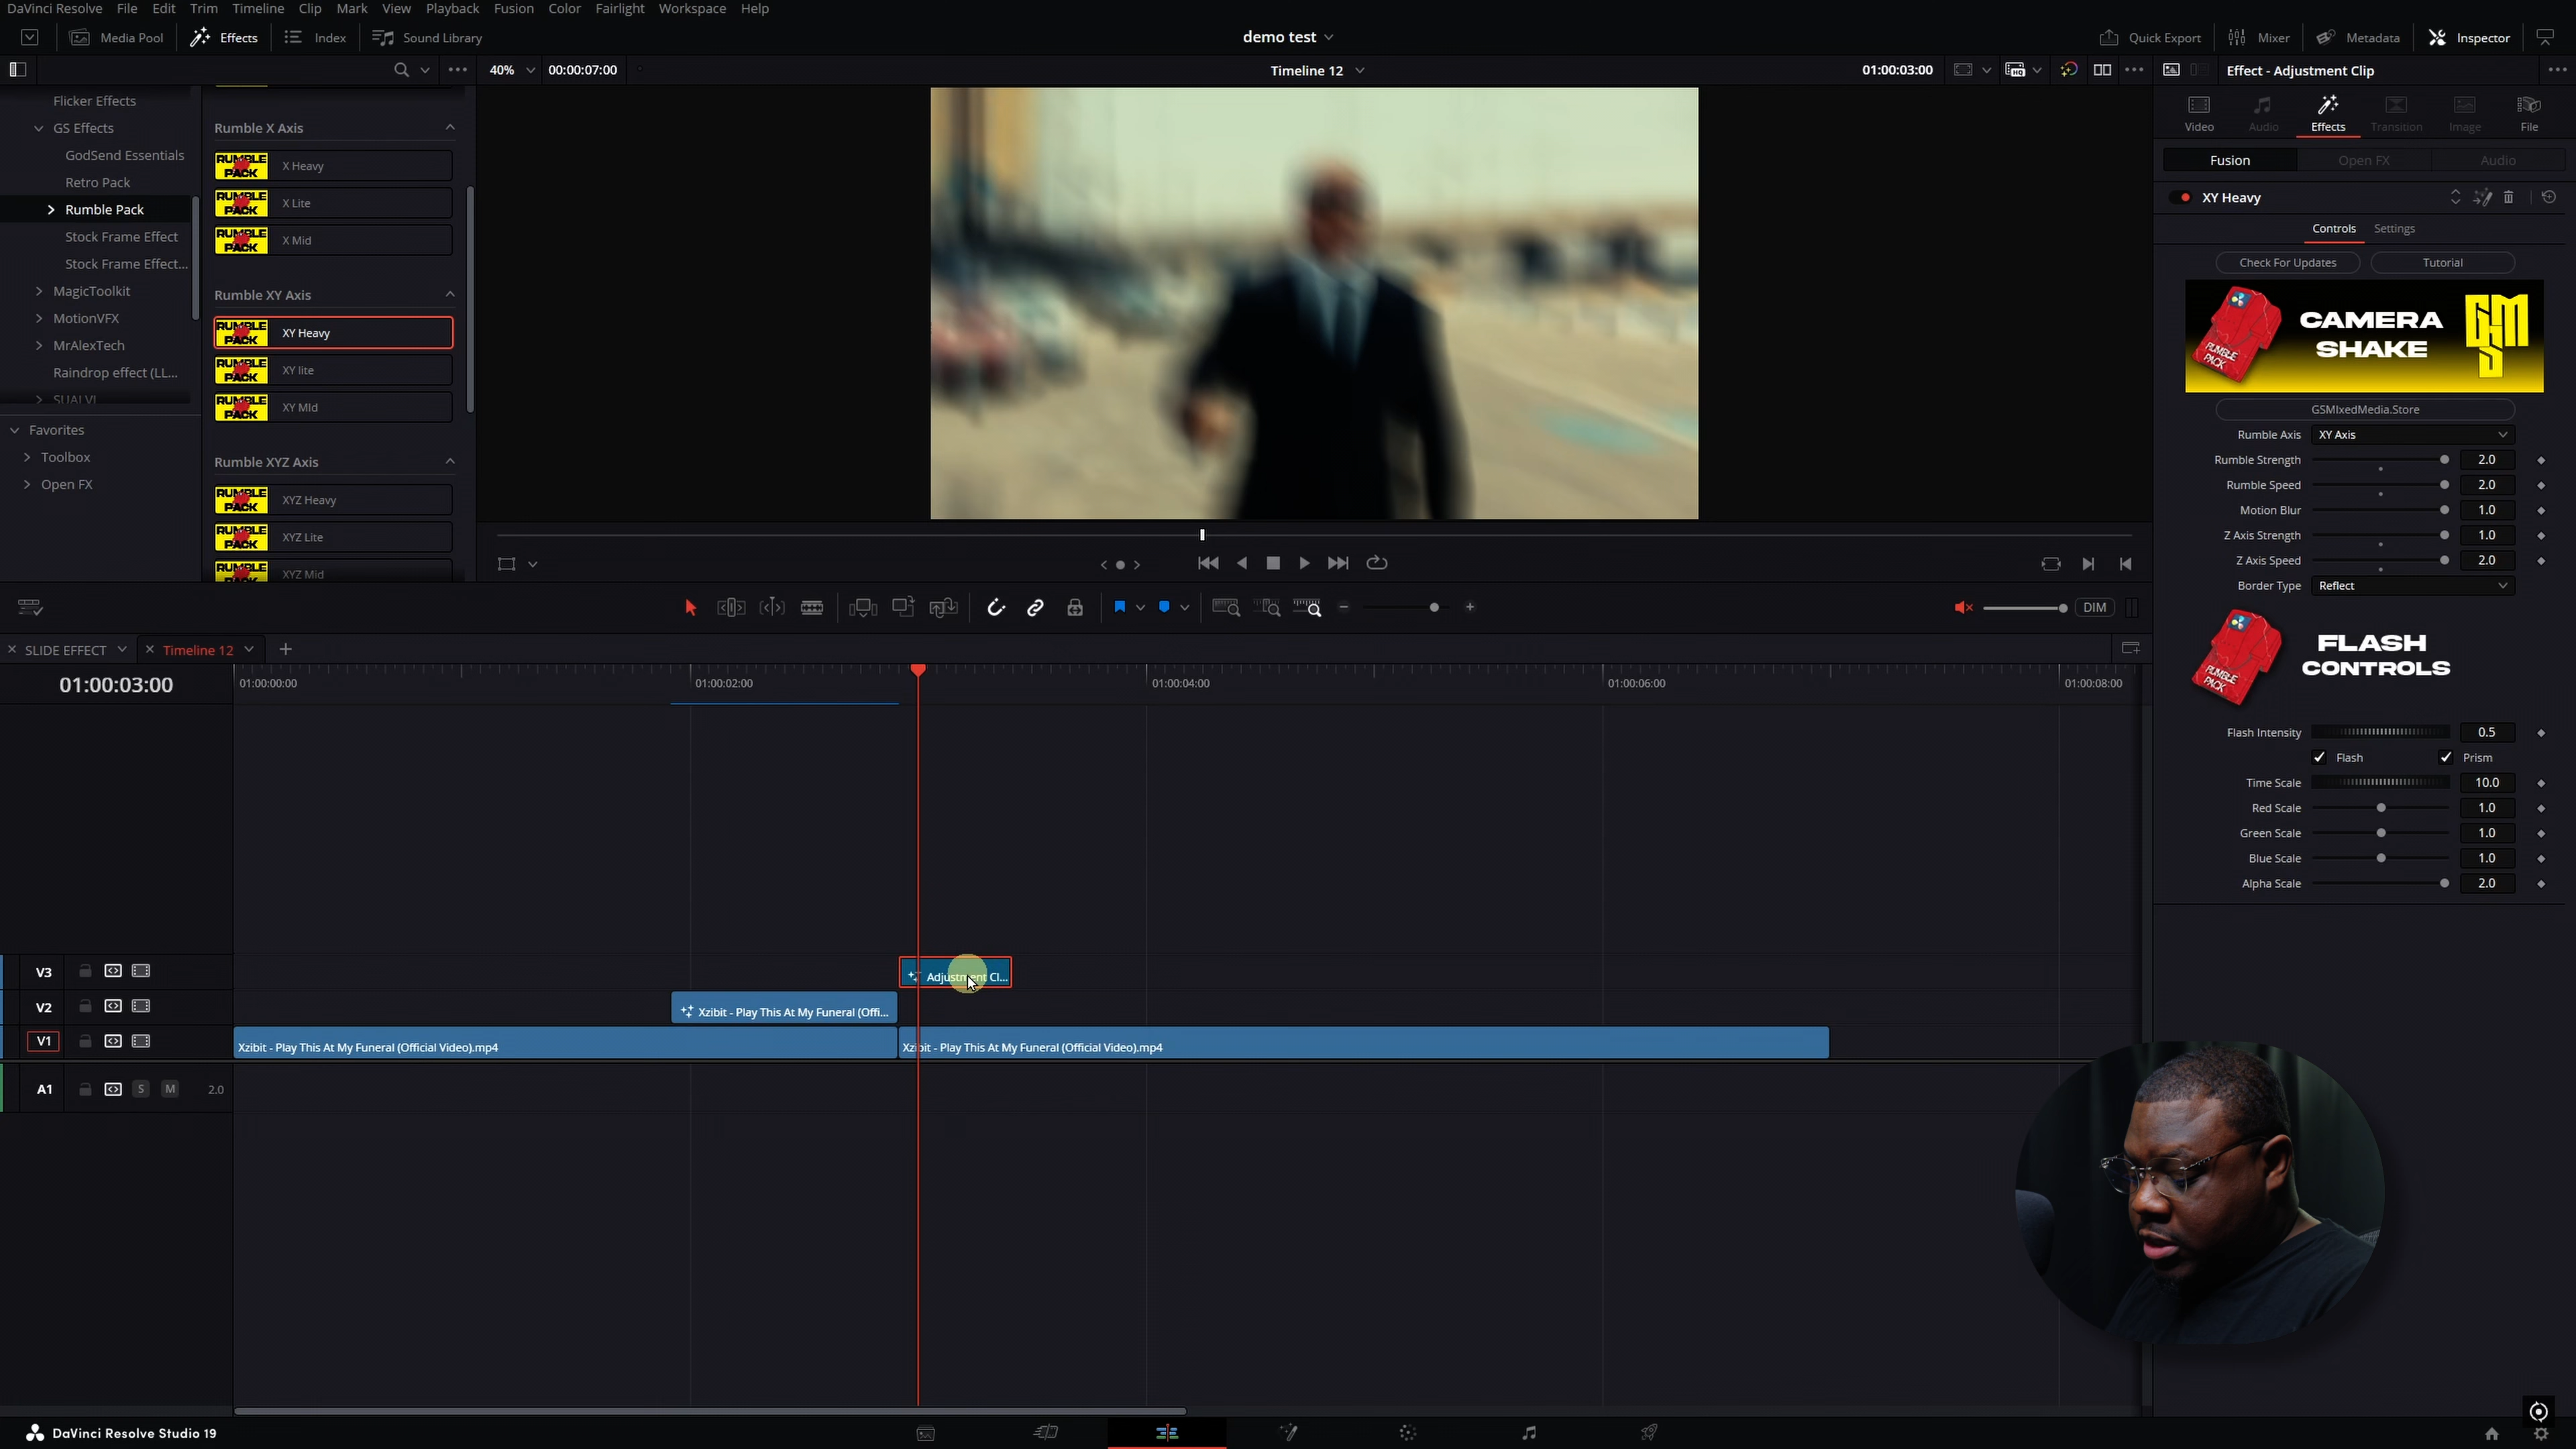 DaVinci Resolve File Edit Trim Timeline Clip Mark View Playback Fusion Color Fairlight Workspace Help
Media Pool Effects Index Sound Library demo test Quick Export Mixer Metadata Inspector
40% 00:00:07:00 Timeline 12 01:00:03:00 Effect - Adjustment Clip
Flicker Effects
GS Effects
GodSend Essentials
Retro Pack
Rumble Pack
Stock Frame Effect
Stock Frame Effect...
MagicToolkit
MotionVFX
MrAlexTech
Raindrop effect (LL...
Favorites
Toolbox
Open FX
Rumble X Axis
RUMBLE PACK X Heavy
RUMBLE PACK X Lite
RUMBLE PACK X Mid
Rumble XY Axis
RUMBLE PACK XY Heavy
RUMBLE PACK XY lite
RUMBLE PACK XY MId
Rumble XYZ Axis
RUMBLE PACK XYZ Heavy
RUMBLE PACK XYZ Lite
RUMBLE XYZ Mid
Video Audio Effects Transition Image File
Fusion Open FX Audio
XY Heavy
Controls Settings
Check For Updates Tutorial
RUMBLE PACK
CAMERA
SHAKE
GMS
GSMIxedMedia.Store
Rumble Axis XY Axis
Rumble Strength 2.0
Rumble Speed 2.0
Motion Blur 1.0
Z Axis Strength 1.0
Z Axis Speed 2.0
Border Type Reflect
RUMBLE PACK
FLASH
CONTROLS
Flash Intensity 0.5
Flash Prism
Time Scale 10.0
Red Scale 1.0
Green Scale 1.0
Blue Scale 1.0
Alpha Scale 2.0
DIM
SLIDE EFFECT Timeline 12
01:00:03:00 01:00:00:00 01:00:02:00 01:00:04:00 01:00:06:00 01:00:08:00
V3 Adjustment Cl...
V2 Xzibit - Play This At My Funeral (Offi...
V1 Xzibit - Play This At My Funeral (Official Video).mp4 Xzibit - Play This At My Funeral (Official Video).mp4
A1 S M 2.0
DaVinci Resolve Studio 19